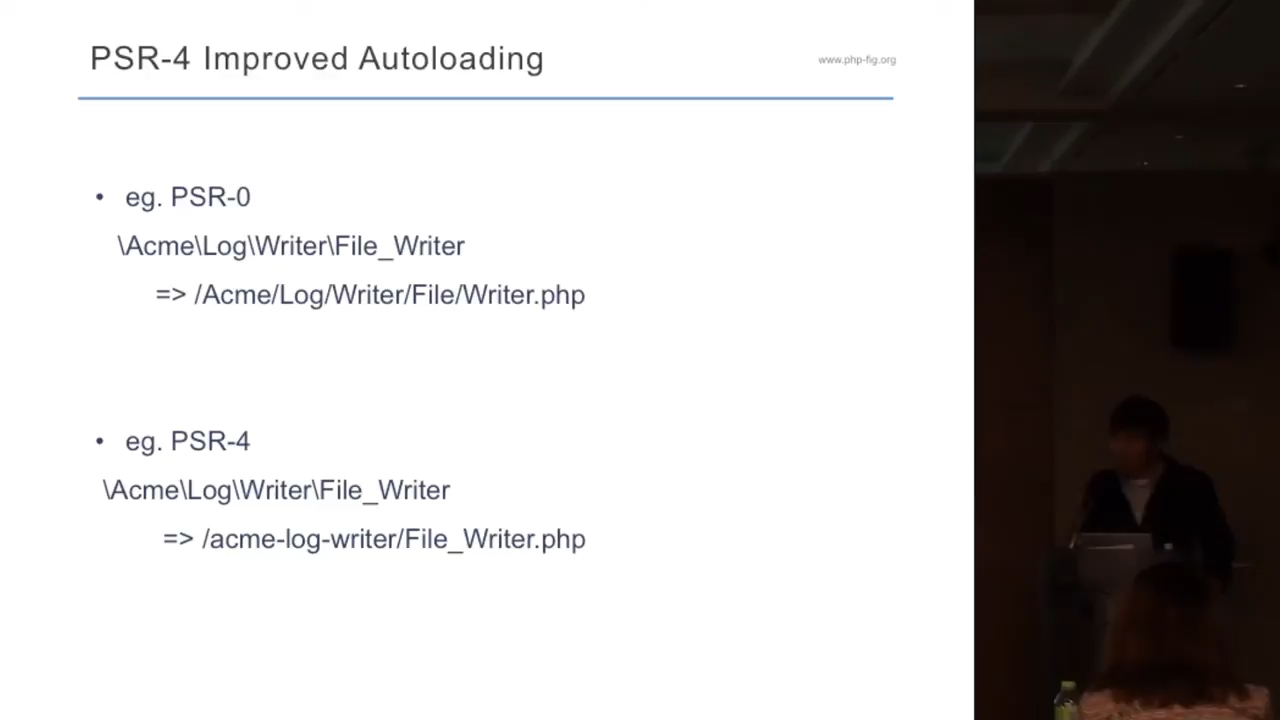 PSR-4 Improved Autoloading
www.php-fig.org
• eg. PSR-0
\Acme\Log\Writer\File_Writer
=> /Acme/Log/Writer/File/Writer.php
• eg. PSR-4
\Acme\Log\Writer\File_Writer
=> /acme-log-writer/File_Writer.php